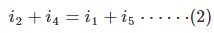 i₂ + i₄ = i₁ + i₅ ⋯⋯(2)